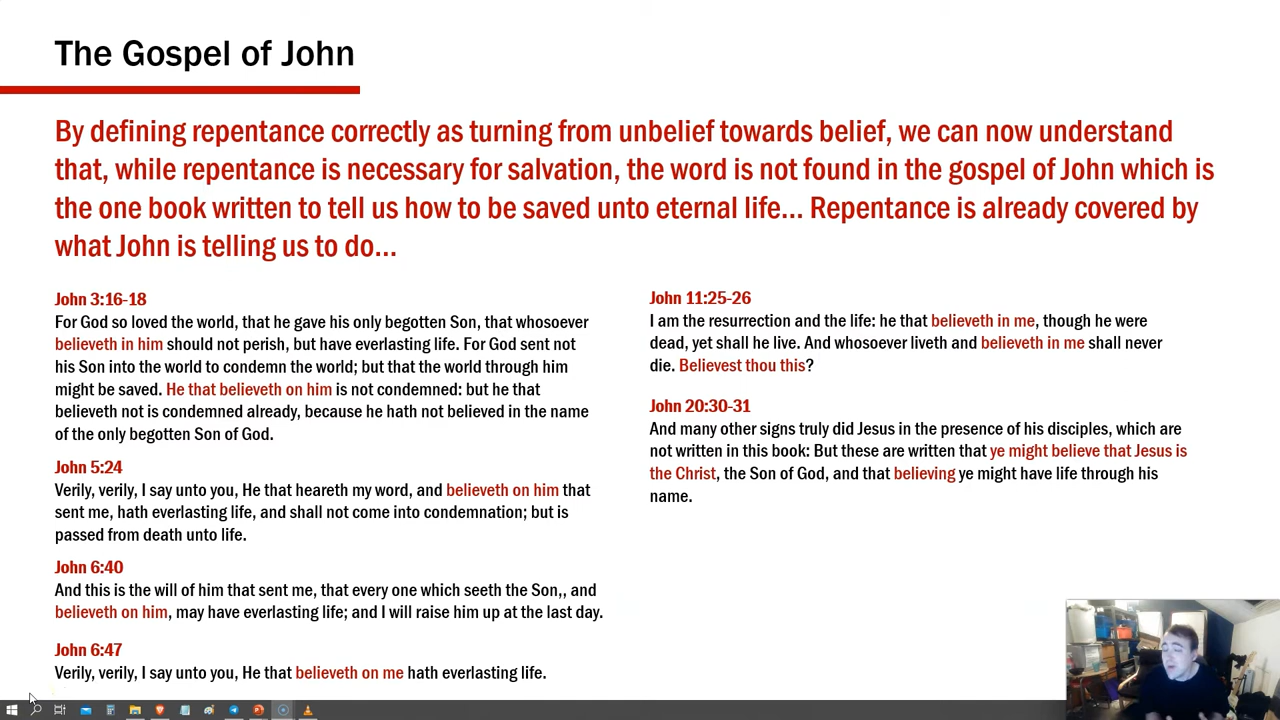 The Gospel of John
By defining repentance correctly as turning from unbelief towards belief, we can now understand
that, while repentance is necessary for salvation, the word is not found in the gospel of John which is
the one book written to tell us how to be saved unto eternal life... Repentance is already covered by
what John is telling us to do...
John 3:16-18
For God so loved the world, that he gave his only begotten Son, that whosoever
believeth in him should not perish, but have everlasting life. For God sent not
his Son into the world to condemn the world; but that the world through him
might be saved. He that believeth on him is not condemned: but he that
believeth not is condemned already, because he hath not believed in the name
of the only begotten Son of God.
John 5:24
Verily, verily, I say unto you, He that heareth my word, and believeth on him that
sent me, hath everlasting life, and shall not come into condemnation; but is
passed from death unto life.
John 6:40
And this is the will of him that sent me, that every one which seeth the Son,, and
believeth on him, may have everlasting life; and I will raise him up at the last day.
John 6:47
Verily, verily, I say unto you, He that believeth on me hath everlasting life.
John 11:25-26
I am the resurrection and the life: he that believeth in me, though he were
dead, yet shall he live. And whosoever liveth and believeth in me shall never
die. Believest thou this?
John 20:30-31
And many other signs truly did Jesus in the presence of his disciples, which are
not written in this book: But these are written that ye might believe that Jesus is
the Christ, the Son of God, and that believing ye might have life through his
name.